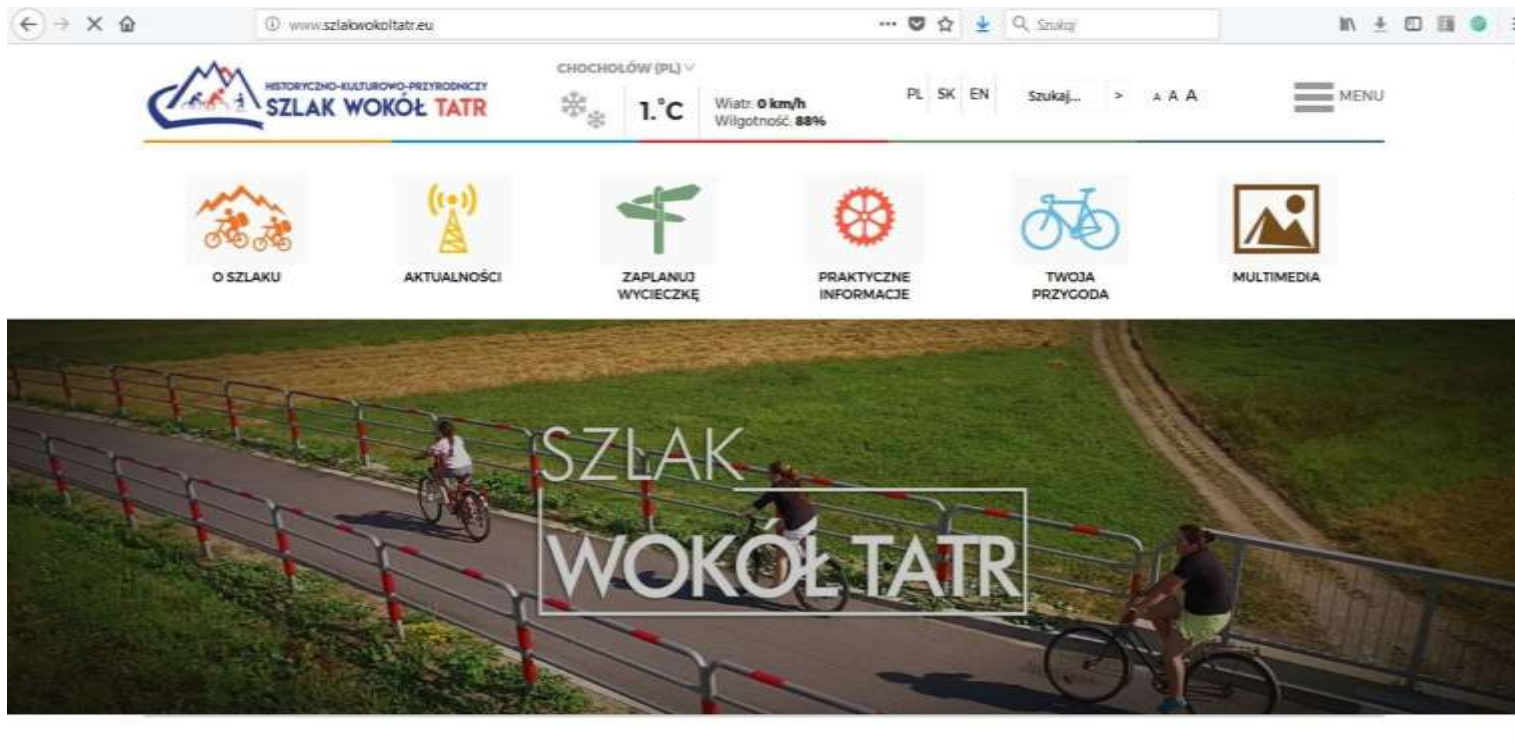 www.szlakwokoltatr.eu
Szukaj
HISTORYCZNO-KULTUROWO-PRZYRODNICZY
SZLAK WOKÓŁ TATR
CHOCHOŁÓW (PL)
1.°C
Wiatr: 0 km/h
Wilgotność: 88%
PL SK EN
Szukaj... >
A A A
MENU
O SZLAKU
AKTUALNOŚCI
ZAPLANUJ
WYCIECZKĘ
PRAKTYCZNE
INFORMACJE
TWOJA
PRZYGODA
MULTIMEDIA
SZLAK
WOKÓŁ TATR